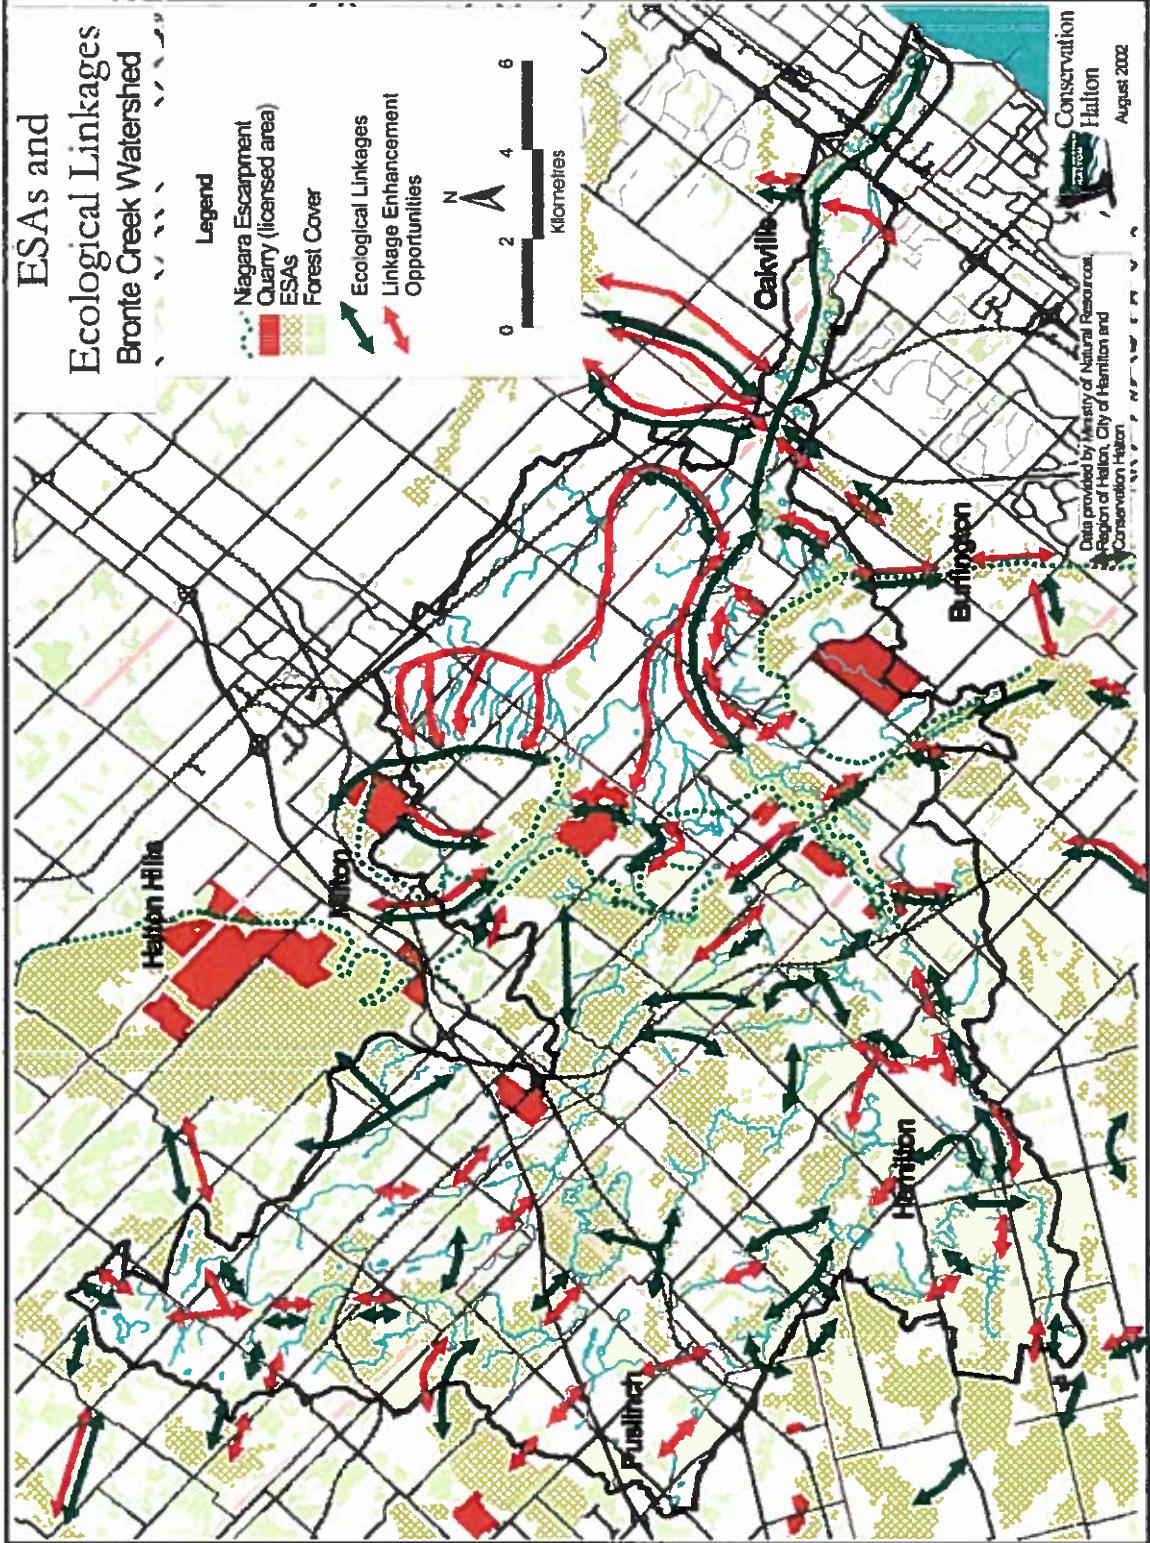 ESAs and
Ecological Linkages
Bronte Creek Watershed
Legend
Niagara Escarpment
Quarry (licensed area)
ESAs
Forest Cover
Ecological Linkages
Linkage Enhancement
Opportunities
N
0 2 4 6
Kilometres
Halton Hills
Milton
Oakville
Burlington
Hamilton
Puslinch
Data provided by Ministry of Natural Resources,
Region of Halton, City of Hamilton and
Conservation Halton
Conservation
Halton
August 2002